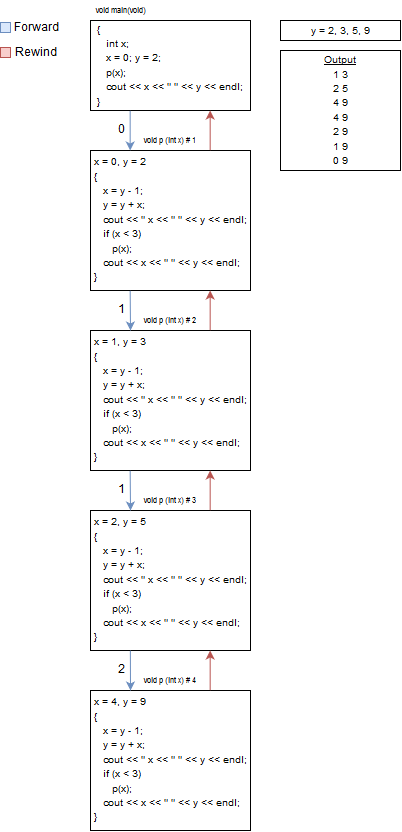 Forward
Rewind
void main(void)
{
int x;
x = 0; y = 2;
p(x);
cout << x << " " << y << endl;
}
y = 2, 3, 5, 9
Output
1 3
2 5
4 9
4 9
2 9
1 9
0 9
0
void p (int x) # 1
x = 0, y = 2
{
x = y - 1;
y = y + x;
cout << " x << " " << y << endl;
if (x < 3)
p(x);
cout << x << " " << y << endl;
}
1
void p (int x) # 2
x = 1, y = 3
{
x = y - 1;
y = y + x;
cout << " x << " " << y << endl;
if (x < 3)
p(x);
cout << x << " " << y << endl;
}
1
void p (int x) # 3
x = 2, y = 5
{
x = y - 1;
y = y + x;
cout << " x << " " << y << endl;
if (x < 3)
p(x);
cout << x << " " << y << endl;
}
2
void p (int x) # 4
x = 4, y = 9
{
x = y - 1;
y = y + x;
cout << " x << " " << y << endl;
if (x < 3)
p(x);
cout << x << " " << y << endl;
}